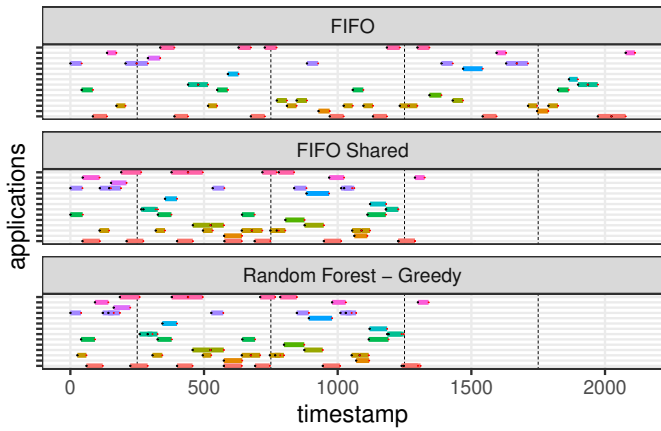 FIFO
FIFO Shared
Random Forest − Greedy
applications
0 500 1000 1500 2000
timestamp